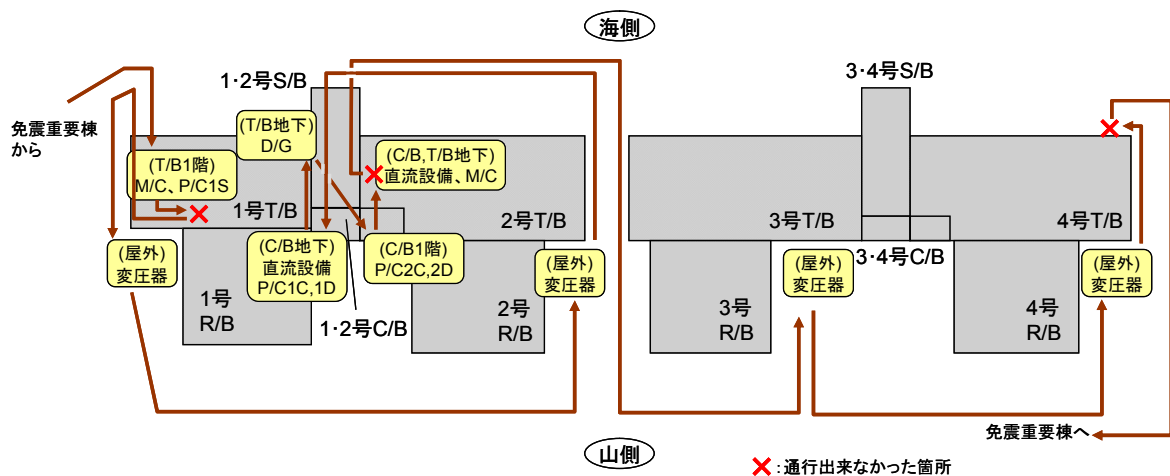 海側
1・2号S/B
3・4号S/B
免震重要棟
から
(T/B地下)
D/G
(C/B,T/B地下)
直流設備、M/C
(T/B1階)
M/C、P/C1S
1号T/B
2号T/B
3号T/B
4号T/B
(屋外)
変圧器
(C/B地下)
直流設備
P/C1C,1D
(C/B1階)
P/C2C,2D
(屋外)
変圧器
(屋外)
変圧器
3・4号C/B
(屋外)
変圧器
1号
R/B
1・2号C/B
2号
R/B
3号
R/B
4号
R/B
免震重要棟へ
山側
:通行出来なかった箇所